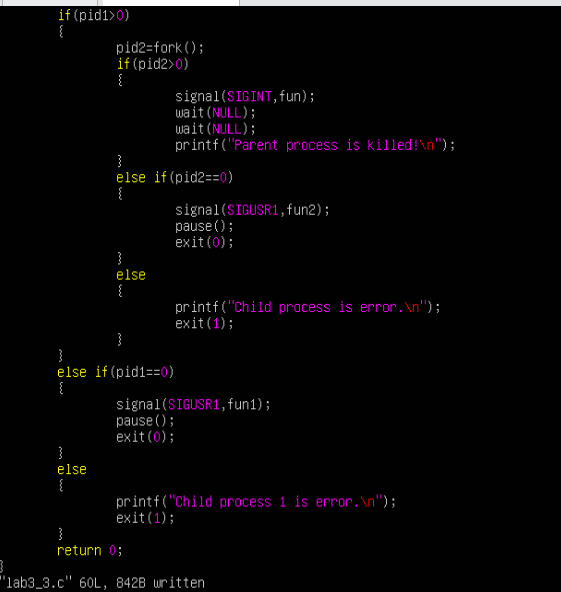 if(pid1>0)
{
pid2=fork();
if(pid2>0)
{
signal(SIGINT,fun);
wait(NULL);
wait(NULL);
printf("Parent process is killed!\n");
}
else if(pid2==0)
{
signal(SIGUSR1,fun2);
pause();
exit(0);
}
else
{
printf("Child process is error.\n");
exit(1);
}
}
else if(pid1==0)
{
signal(SIGUSR1,fun1);
pause();
exit(0);
}
else
{
printf("Child process 1 is error.\n");
exit(1);
}
return 0;
}
"lab3_3.c" 60L, 842B written